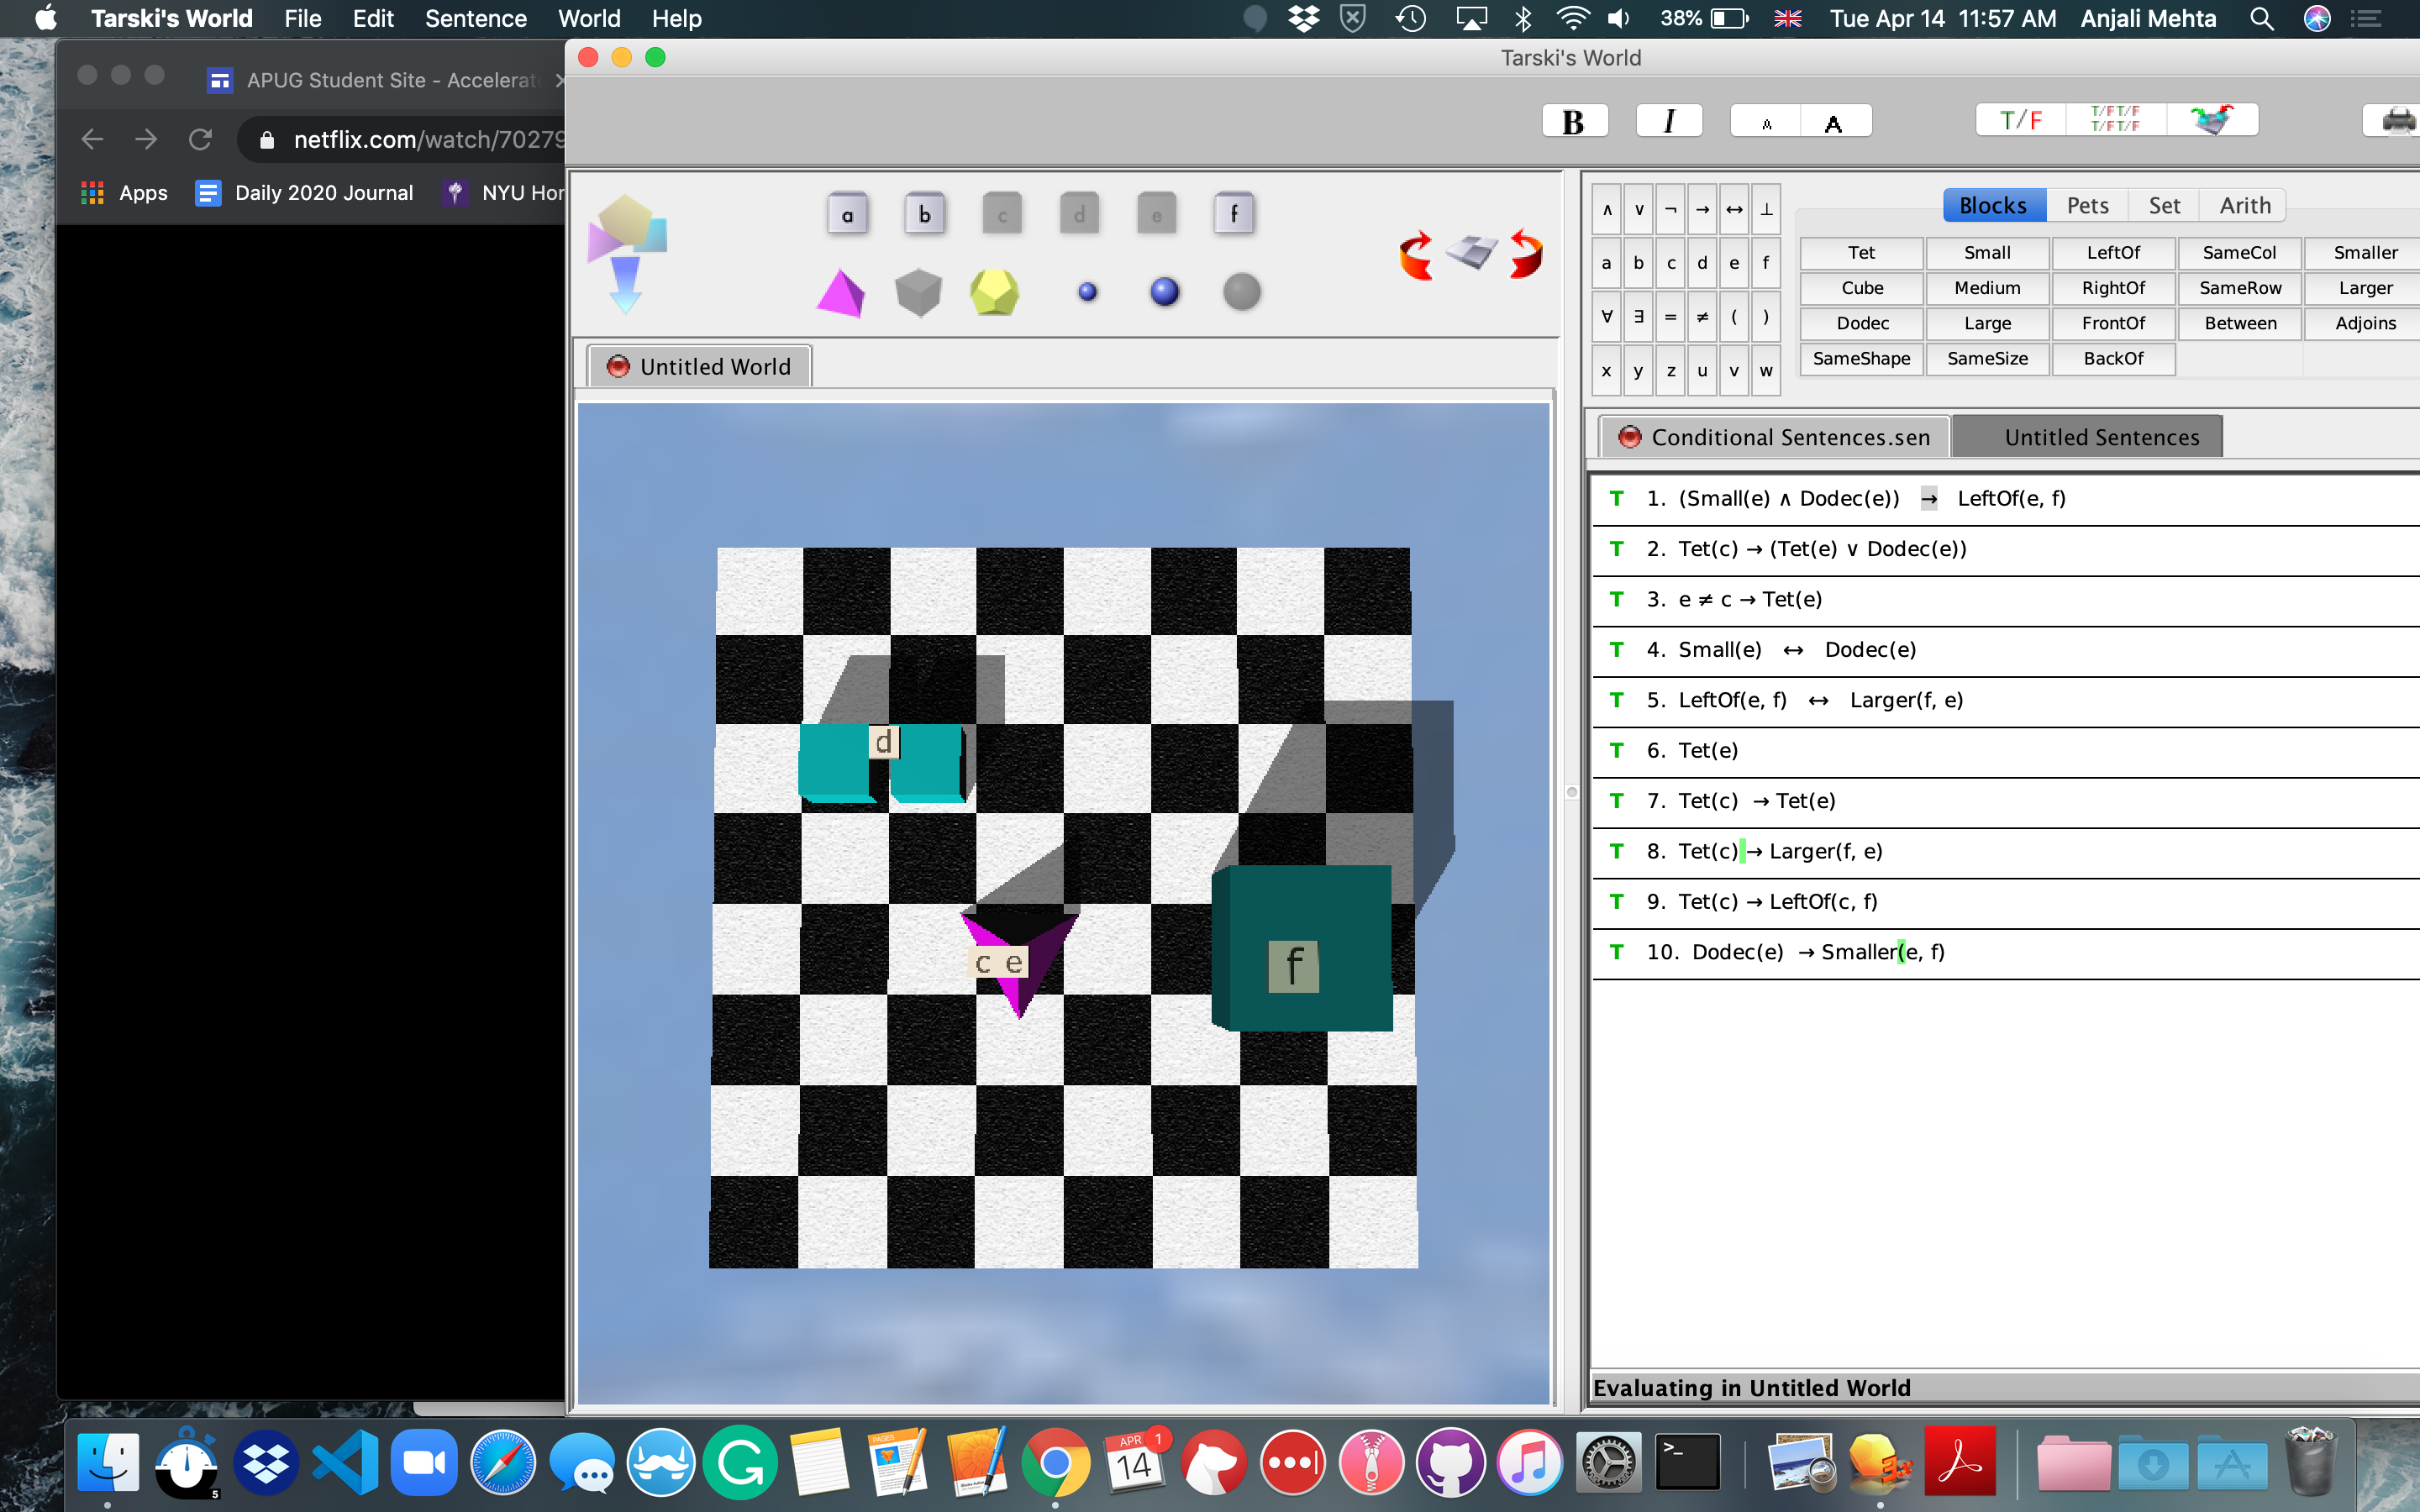 Tarski's World File Edit Sentence World Help 38% Tue Apr 14 11:57 AM Anjali Mehta
Tarski's World
APUG Student Site - Accelerat
netflix.com/watch/70279
Apps Daily 2020 Journal NYU Hor
B I A A T/F T/FT/F
T/FT/F
a b c d e f
Untitled World
d
c e
f
∧ ∨ ¬ → ↔ ⊥
a b c d e f
∀ ∃ = ≠ ( )
x y z u v w
Blocks Pets Set Arith
Tet Small LeftOf SameCol Smaller
Cube Medium RightOf SameRow Larger
Dodec Large FrontOf Between Adjoins
SameShape SameSize BackOf
Conditional Sentences.sen Untitled Sentences
T 1. (Small(e) ∧ Dodec(e)) → LeftOf(e, f)
T 2. Tet(c) → (Tet(e) ∨ Dodec(e))
T 3. e ≠ c → Tet(e)
T 4. Small(e) ↔ Dodec(e)
T 5. LeftOf(e, f) ↔ Larger(f, e)
T 6. Tet(e)
T 7. Tet(c) → Tet(e)
T 8. Tet(c) → Larger(f, e)
T 9. Tet(c) → LeftOf(c, f)
T 10. Dodec(e) → Smaller(e, f)
Evaluating in Untitled World
5
PAGES
APR
14
1
>_
3x